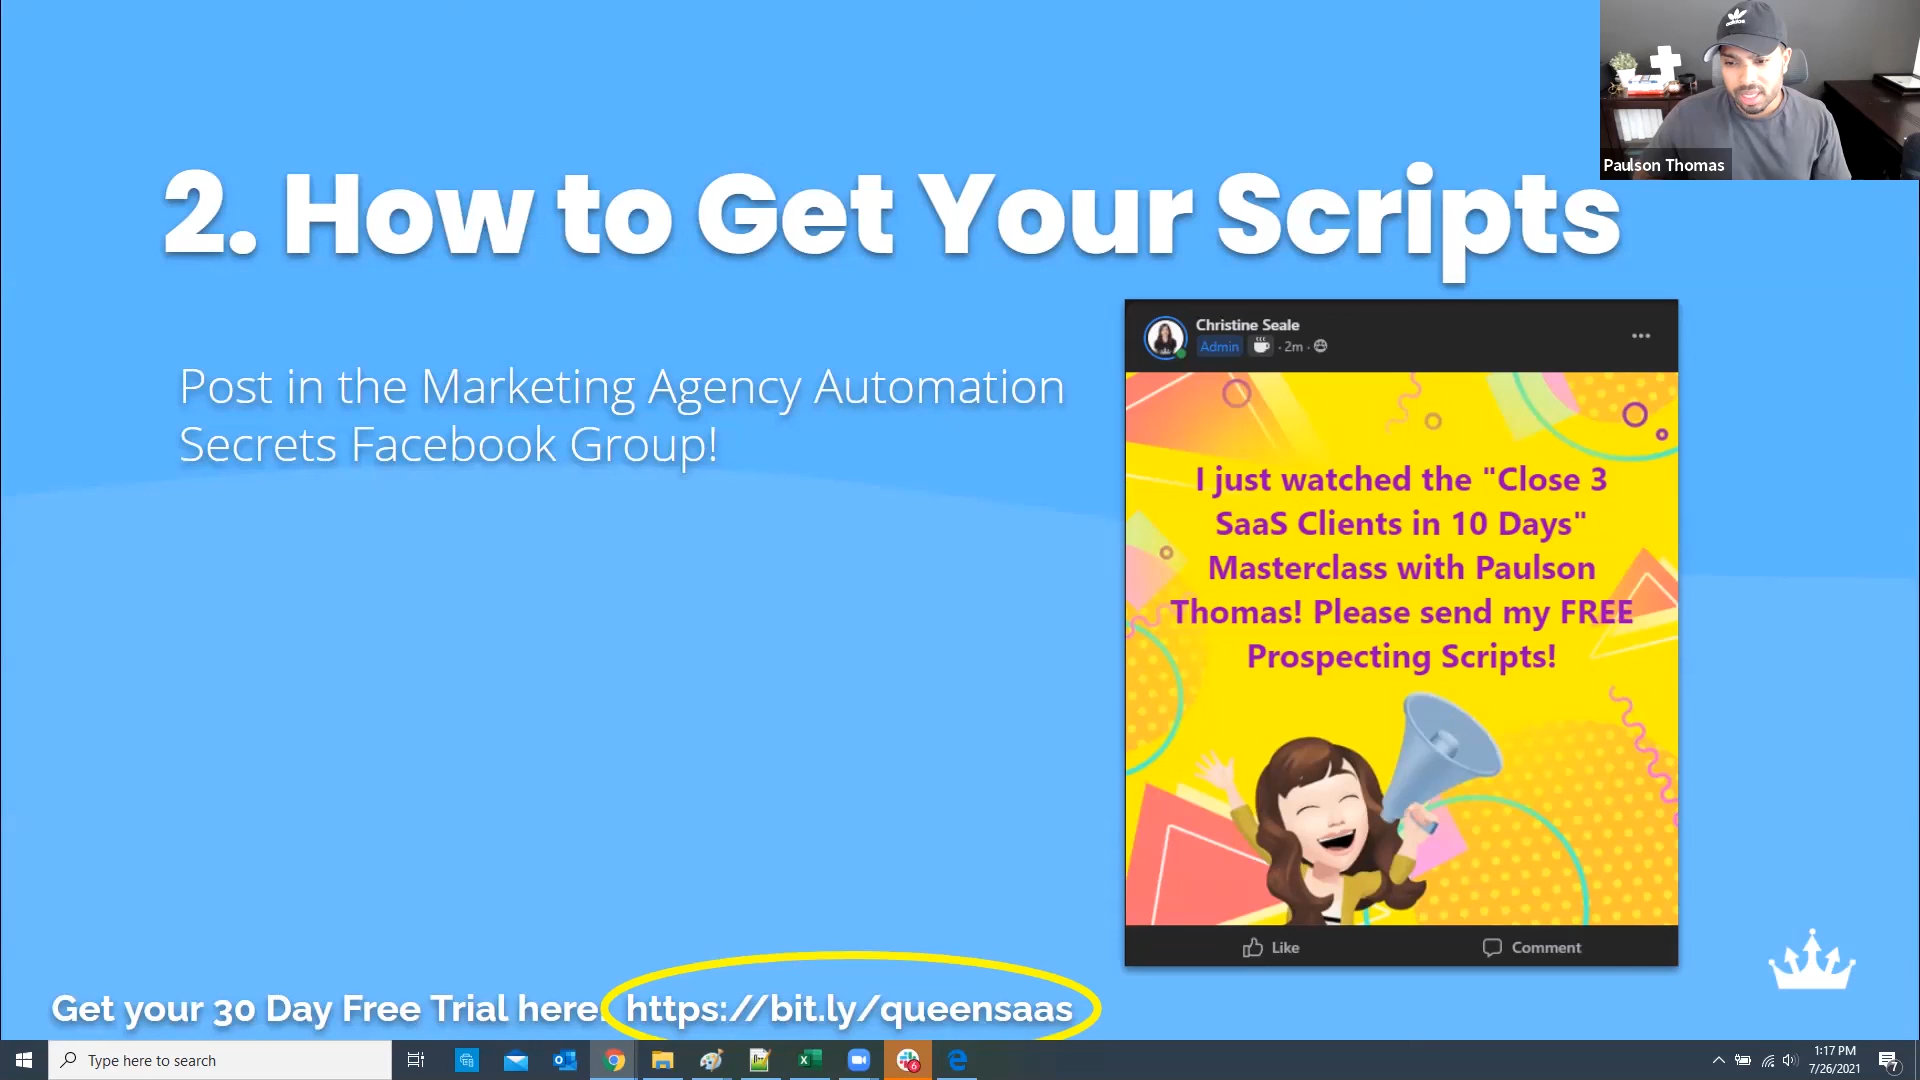 Paulson Thomas
2. How to Get Your Scripts
Post in the Marketing Agency Automation
Secrets Facebook Group!
Christine Seale
Admin · 2m ·
I just watched the "Close 3
SaaS Clients in 10 Days"
Masterclass with Paulson
Thomas! Please send my FREE
Prospecting Scripts!
Like
Comment
Get your 30 Day Free Trial here: https://bit.ly/queensaas
Type here to search
1:17 PM
7/26/2021
7
6